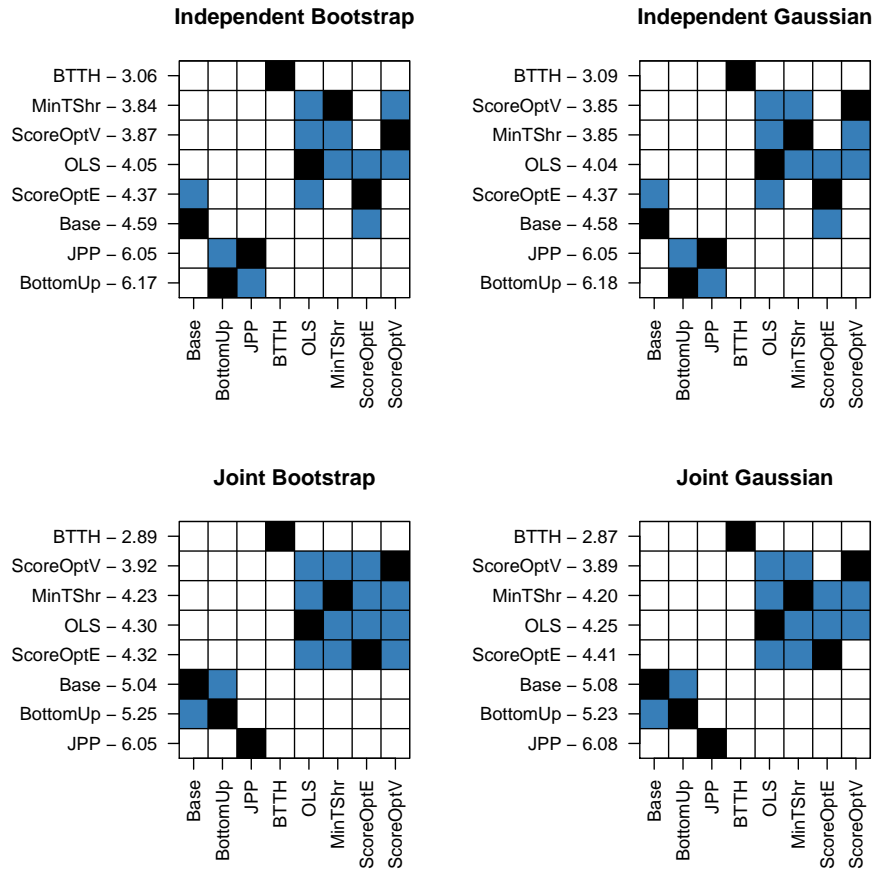 Independent Bootstrap
BTTH – 3.06
MinTShr – 3.84
ScoreOptV – 3.87
OLS – 4.05
ScoreOptE – 4.37
Base – 4.59
JPP – 6.05
BottomUp – 6.17
Base
BottomUp
JPP
BTTH
OLS
MinTShr
ScoreOptE
ScoreOptV
Independent Gaussian
BTTH – 3.09
ScoreOptV – 3.85
MinTShr – 3.85
OLS – 4.04
ScoreOptE – 4.37
Base – 4.58
JPP – 6.05
BottomUp – 6.18
Base
BottomUp
JPP
BTTH
OLS
MinTShr
ScoreOptE
ScoreOptV
Joint Bootstrap
BTTH – 2.89
ScoreOptV – 3.92
MinTShr – 4.23
OLS – 4.30
ScoreOptE – 4.32
Base – 5.04
BottomUp – 5.25
JPP – 6.05
Base
BottomUp
JPP
BTTH
OLS
MinTShr
ScoreOptE
ScoreOptV
Joint Gaussian
BTTH – 2.87
ScoreOptV – 3.89
MinTShr – 4.20
OLS – 4.25
ScoreOptE – 4.41
Base – 5.08
BottomUp – 5.23
JPP – 6.08
Base
BottomUp
JPP
BTTH
OLS
MinTShr
ScoreOptE
ScoreOptV